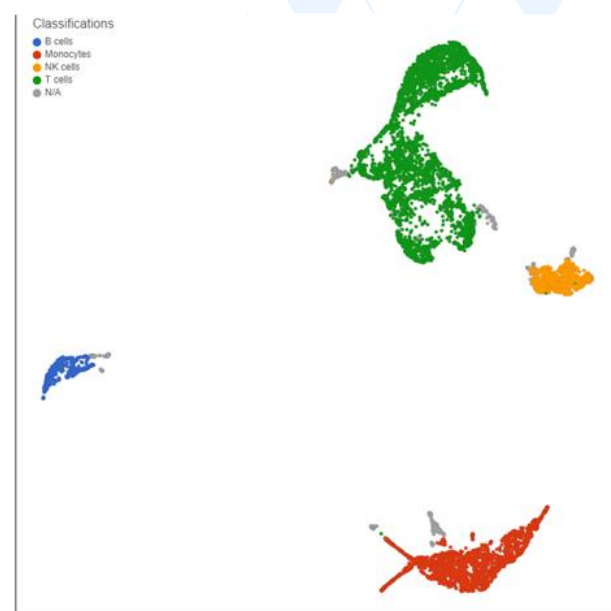 Classifications
B cells
Monocytes
NK cells
T cells
N/A